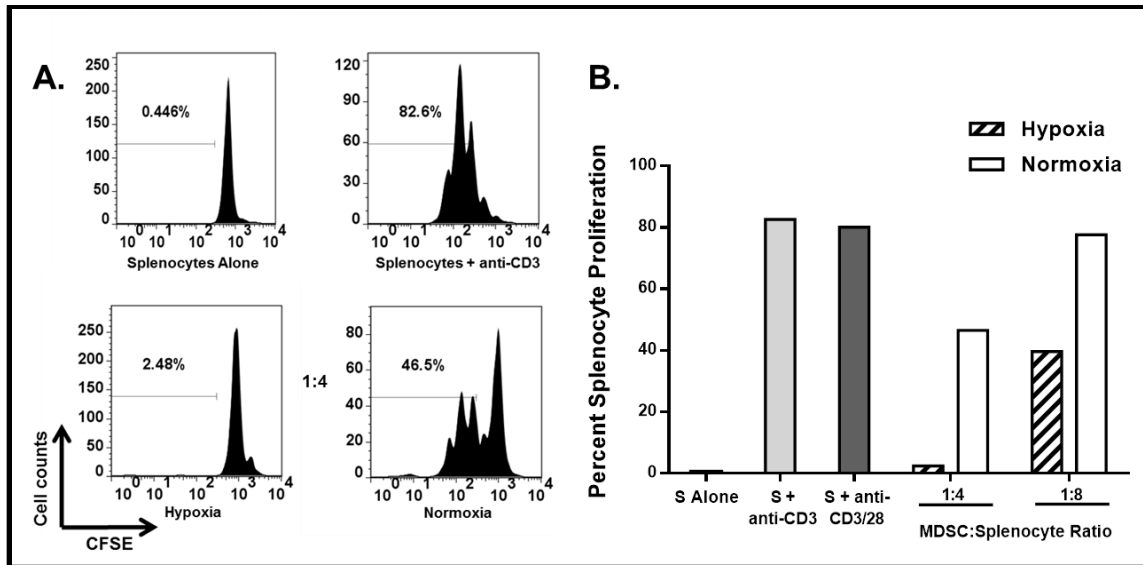 A.
250
200
150
100
50
0
0.446%
10^0 10^1 10^2 10^3 10^4
Splenocytes Alone
120
90
60
30
0
82.6%
10^0 10^1 10^2 10^3 10^4
Splenocytes + anti-CD3
250
200
150
100
50
0
2.48%
10^0 10^1 10^2 10^3 10^4
Hypoxia
1:4
80
60
40
20
0
46.5%
10^0 10^1 10^2 10^3 10^4
Normoxia
Cell counts
CFSE
B.
Hypoxia
Normoxia
Percent Splenocyte Proliferation
100
80
60
40
20
0
S Alone
S +
anti-CD3
S + anti-
CD3/28
1:4
1:8
MDSC:Splenocyte Ratio